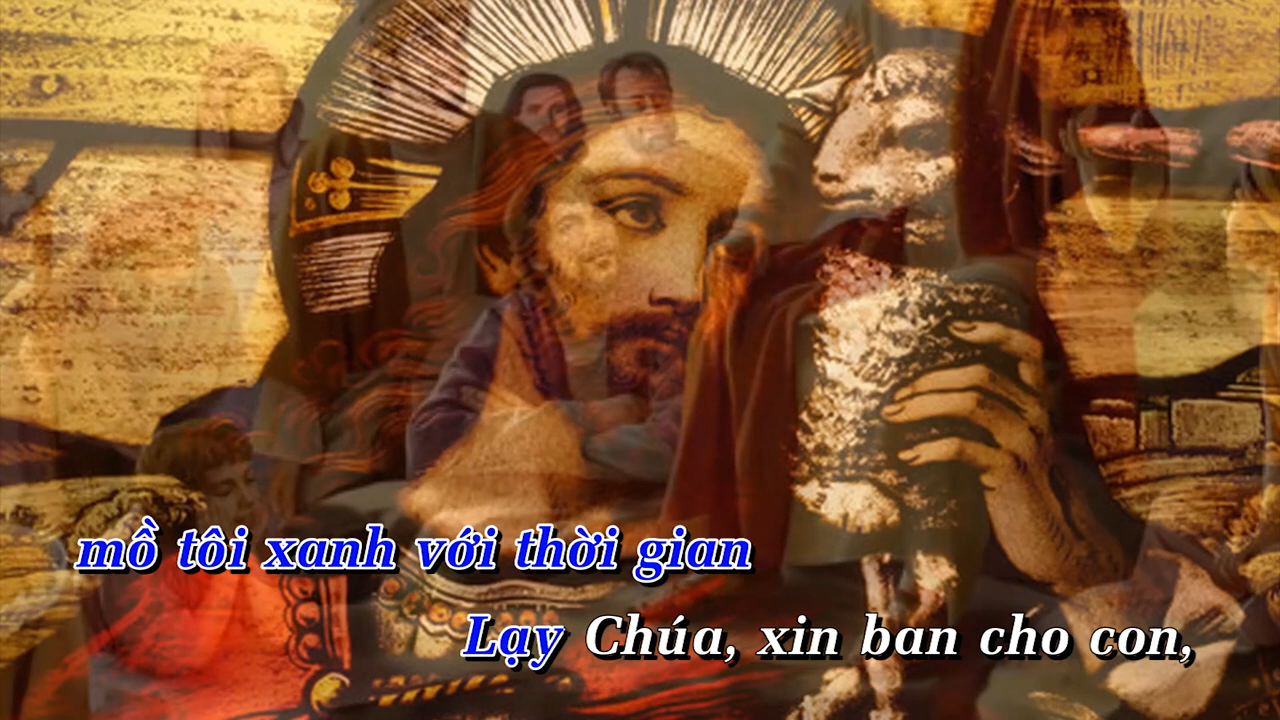 mồ tôi xanh với thời gian
Lạy Chúa, xin ban cho con,